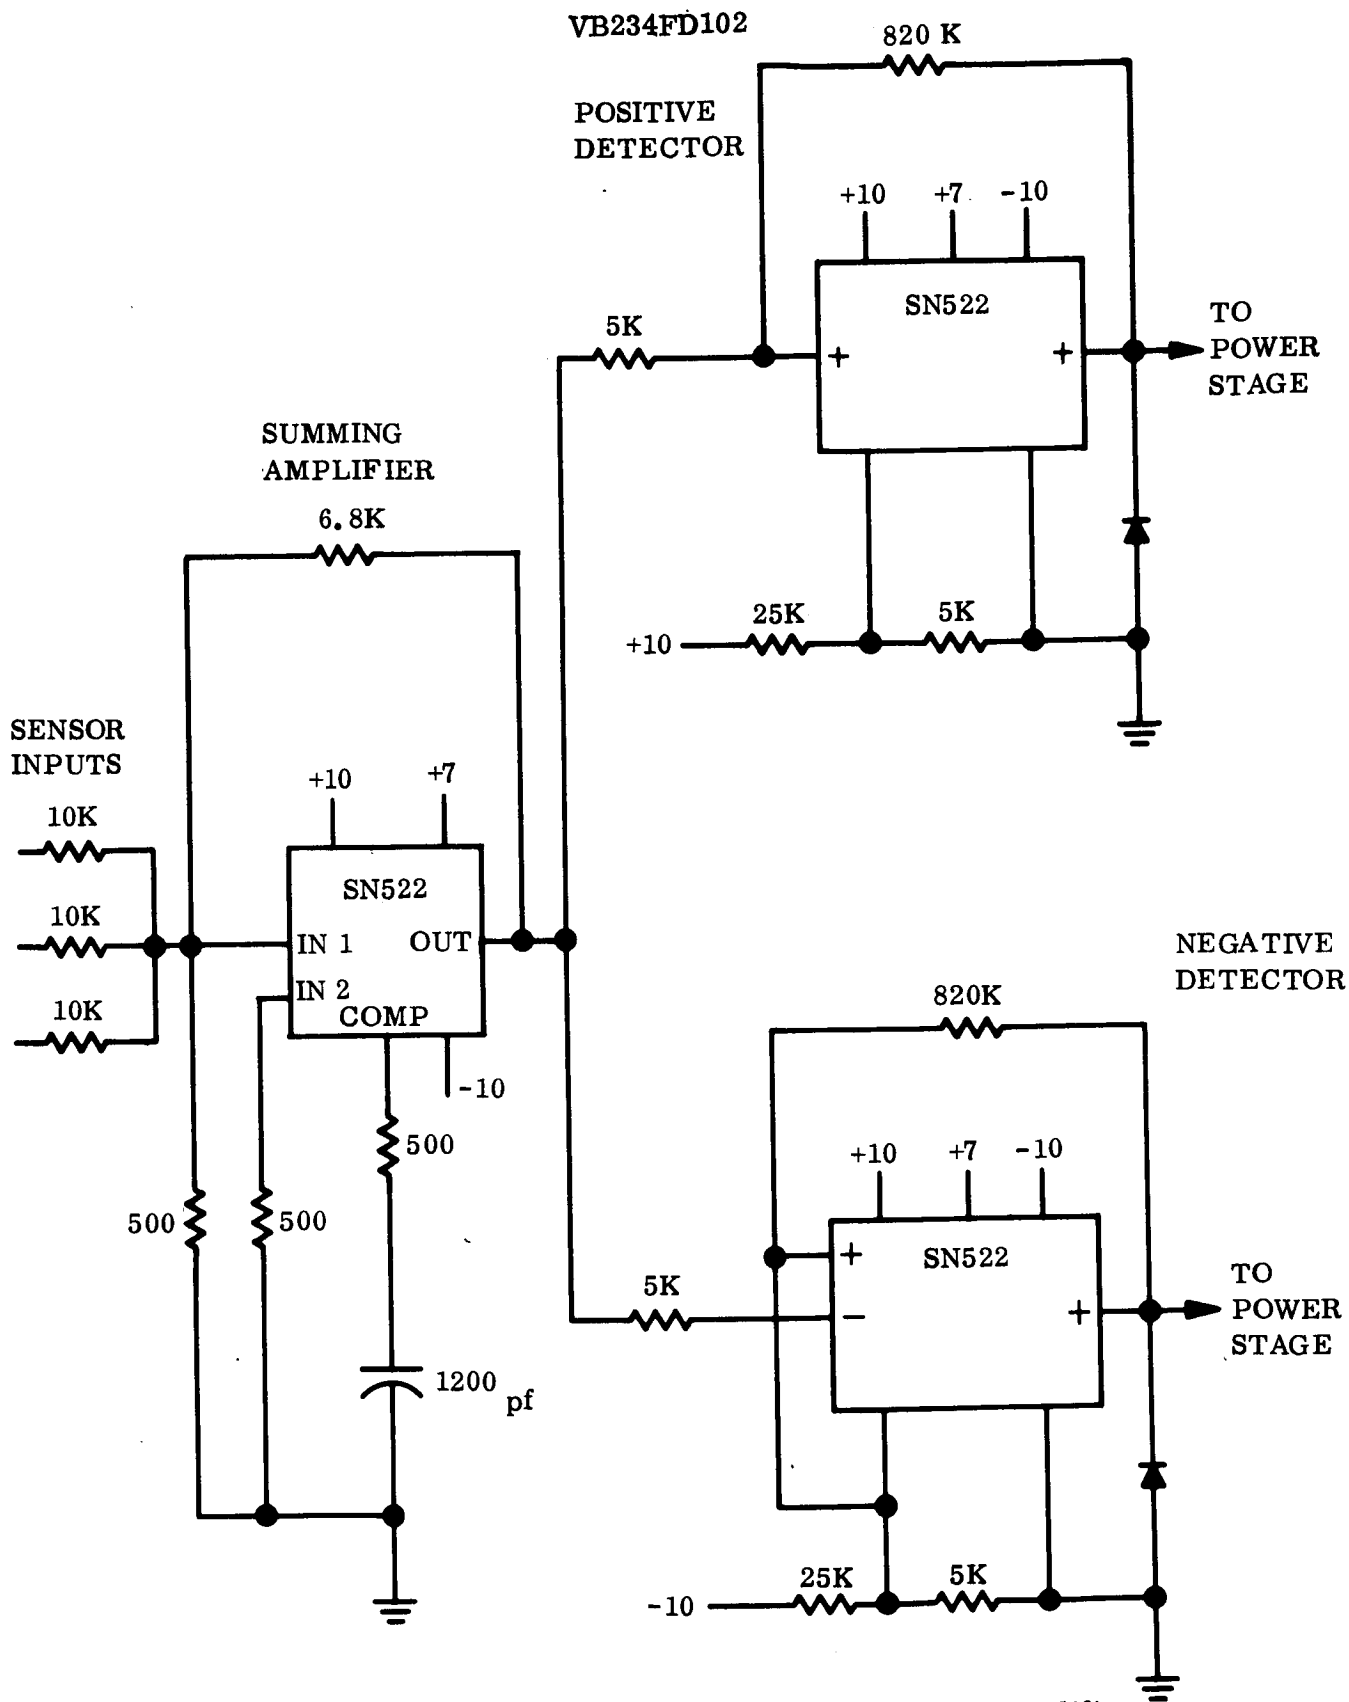 VB234FD102
820 K
POSITIVE
DETECTOR
+10
+7
-10
SN522
5K
+
+
TO
POWER
STAGE
SUMMING
AMPLIFIER
6.8K
25K
5K
+10
SENSOR
INPUTS
10K
10K
10K
+10
+7
SN522
IN 1
OUT
IN 2
COMP
-10
500
500
500
1200 pf
NEGATIVE
DETECTOR
820K
+10
+7
-10
SN522
+
5K
-
+
TO
POWER
STAGE
25K
5K
-10